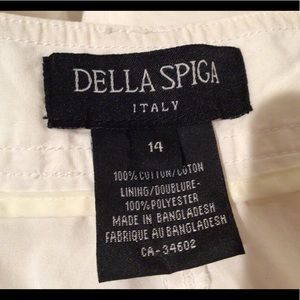 DELLA SPIGA
ITALY
14
100% COTTON/COTON
LINING/DOUBLURE-
100% POLYESTER
MADE IN BANGLADESH
FABRIQUE AU BANGLADESH
CA-34602